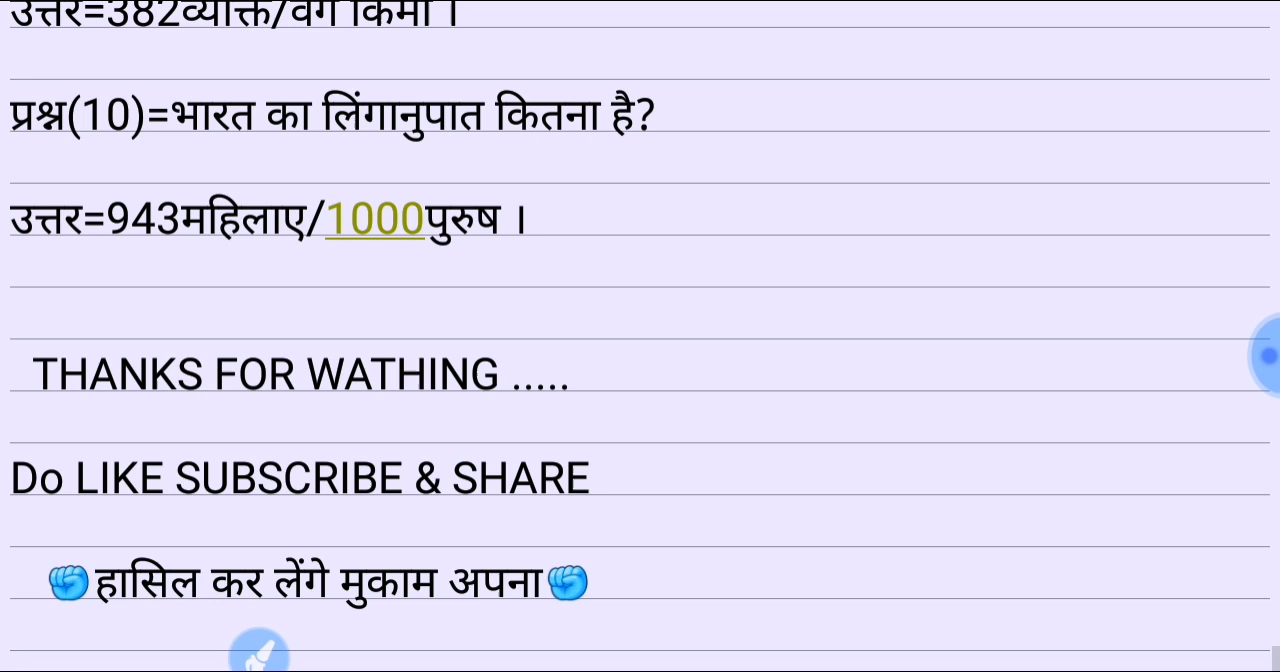 उत्तर=382व्यक्ति/वर्ग किमी ।
प्रश्न(10)=भारत का लिंगानुपात कितना है?
उत्तर=943महिलाए/1000पुरुष ।
THANKS FOR WATHING .....
Do LIKE SUBSCRIBE & SHARE
✊हासिल कर लेंगे मुकाम अपना✊